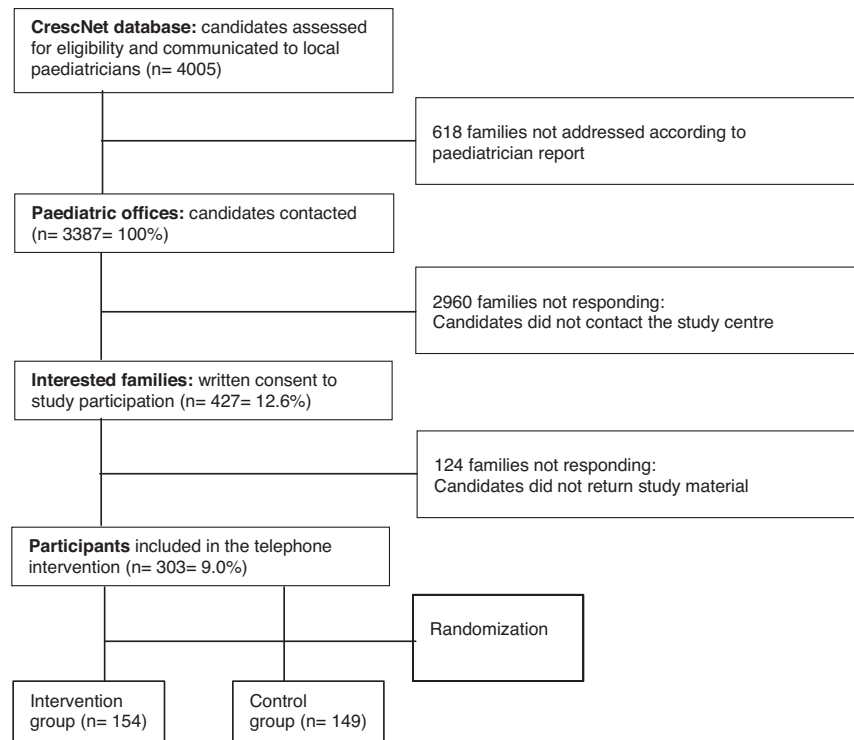 CrescNet database: candidates assessed
for eligibility and communicated to local
paediatricians (n= 4005)
618 families not addressed according to
paediatrician report
Paediatric offices: candidates contacted
(n= 3387= 100%)
2960 families not responding:
Candidates did not contact the study centre
Interested families: written consent to
study participation (n= 427= 12.6%)
124 families not responding:
Candidates did not return study material
Participants included in the telephone
intervention (n= 303= 9.0%)
Randomization
Intervention
group (n= 154)
Control
group (n= 149)